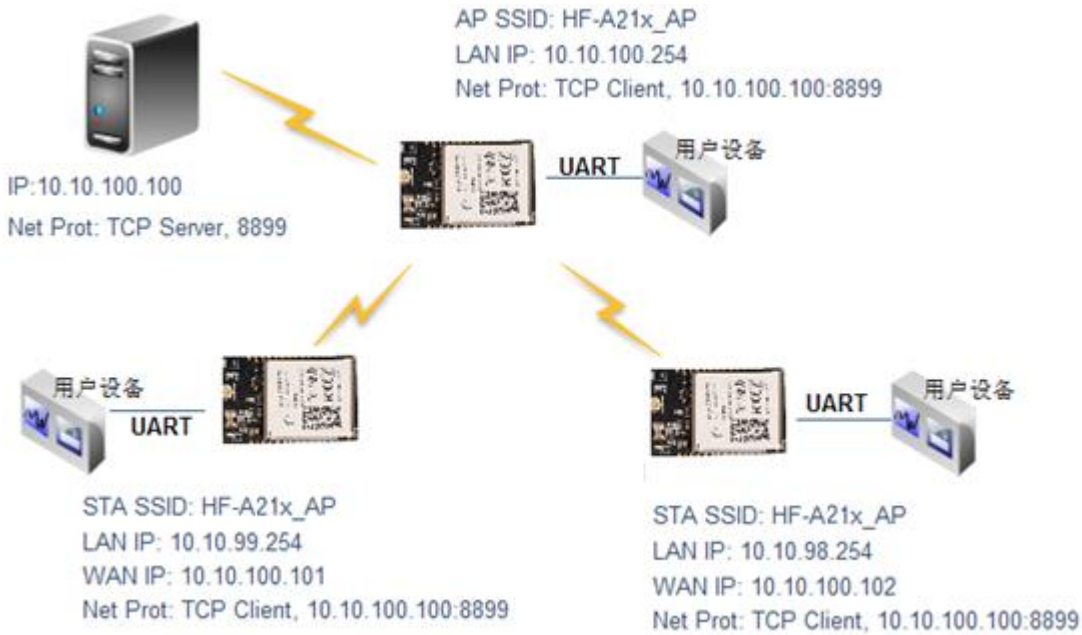 AP SSID: HF-A21x_AP
LAN IP: 10.10.100.254
Net Prot: TCP Client, 10.10.100.100:8899
用户设备
UART
IP:10.10.100.100
Net Prot: TCP Server, 8899
用户设备
UART
用户设备
UART
STA SSID: HF-A21x_AP
LAN IP: 10.10.99.254
WAN IP: 10.10.100.101
Net Prot: TCP Client, 10.10.100.100:8899
STA SSID: HF-A21x_AP
LAN IP: 10.10.98.254
WAN IP: 10.10.100.102
Net Prot: TCP Client, 10.10.100.100:8899